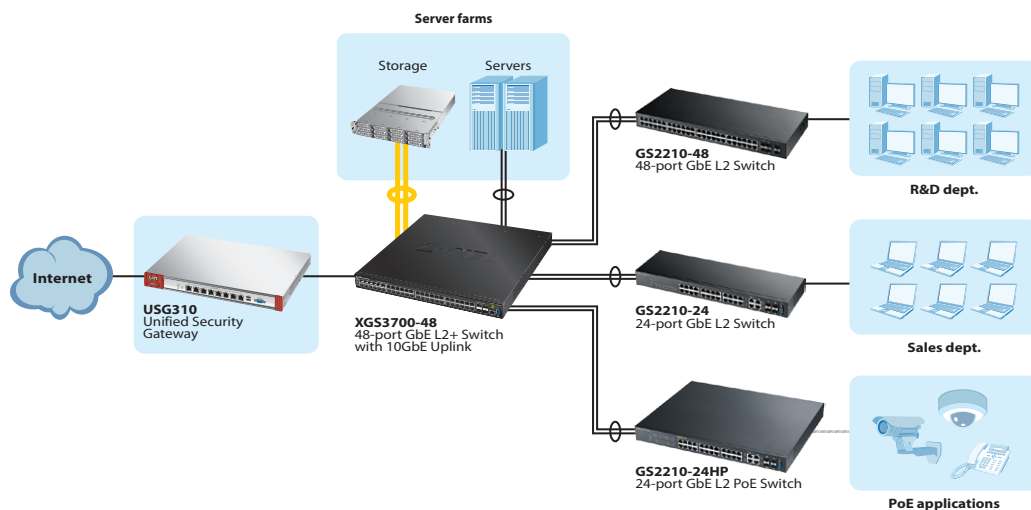 Server farms
Storage
Servers
GS2210-48
48-port GbE L2 Switch
R&D dept.
Internet
USG310
Unified Security
Gateway
XGS3700-48
48-port GbE L2+ Switch
with 10GbE Uplink
GS2210-24
24-port GbE L2 Switch
Sales dept.
GS2210-24HP
24-port GbE L2 PoE Switch
PoE applications